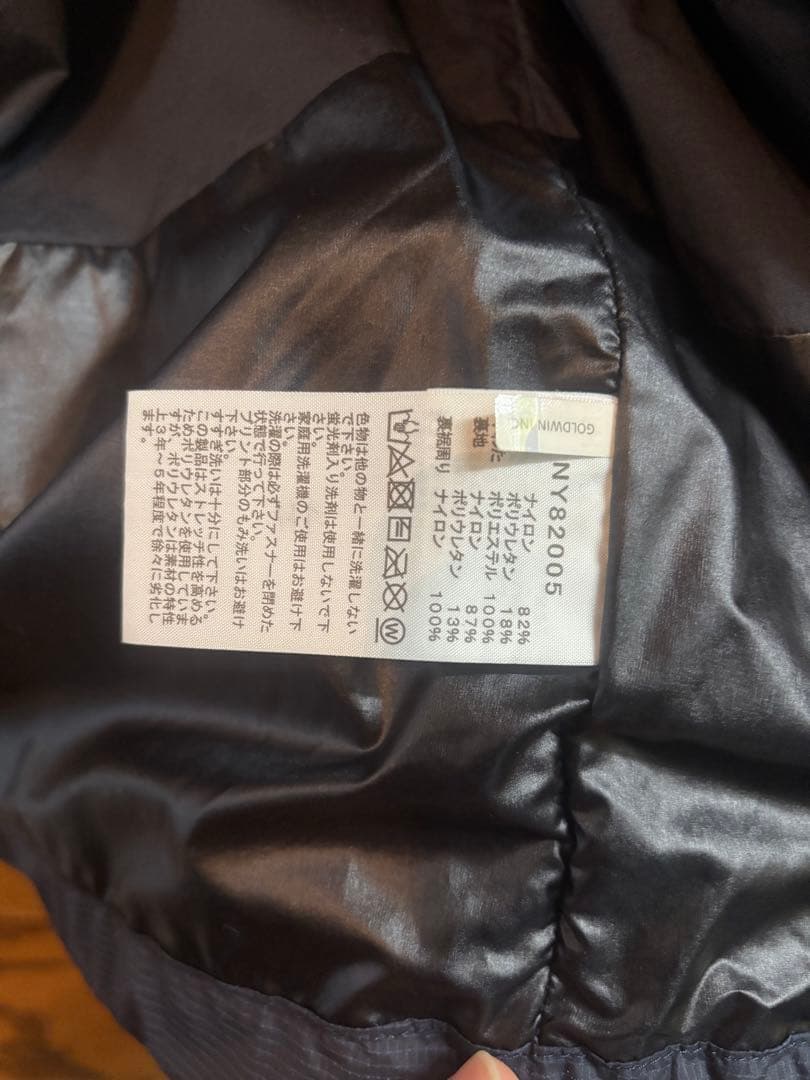 GOLDWIN INC
NY82005
ナイロン 82%
ポリウレタン 18%
ポリエステル 100%
裏地 ナイロン 87%
ポリウレタン 13%
裏裾周り ナイロン 100%
W
色物は他の物と一緒に洗濯しない
で下さい。
蛍光剤入り洗剤は使用しないで下
さい。
家庭用洗濯機のご使用はお避け下
さい。
洗濯の際は必ずファスナーを閉めた
状態で行って下さい。
プリント部分のもみ洗いはお避け
下さい。
すすぎ洗いは十分にして下さい。
この製品はストレッチ性を高める
ためポリウレタンを使用していま
すが、ポリウレタンは素材の特性
上3年～5年程度で徐々に劣化し
ます。